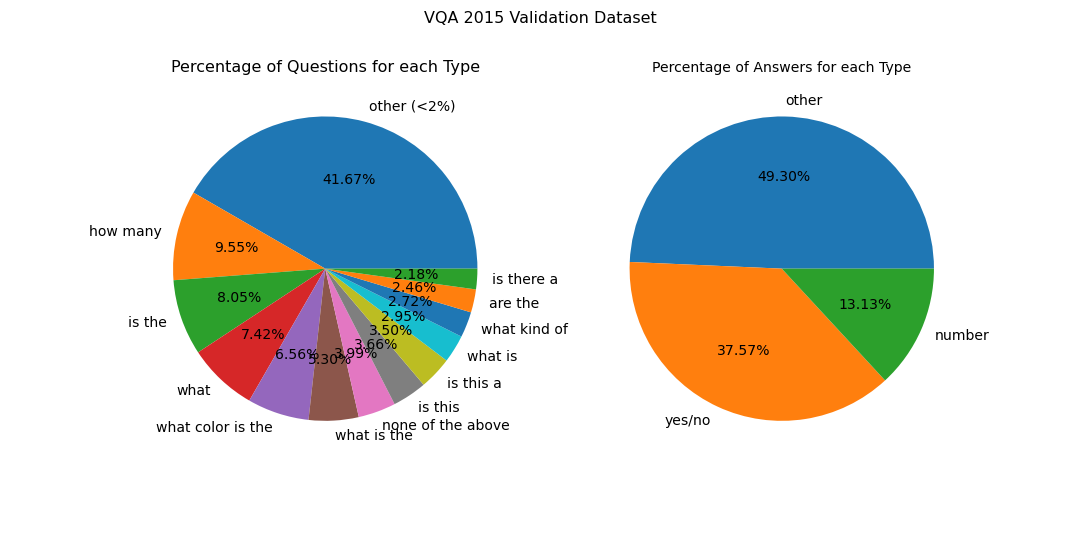 VQA 2015 Validation Dataset
Percentage of Questions for each Type
other (<2%)
41.67%
how many
9.55%
is the
8.05%
what
7.42%
what color is the
6.56%
what is the
5.30%
none of the above
3.99%
is this
3.66%
is this a
3.50%
what is
2.95%
what kind of
2.72%
are the
2.46%
is there a
2.18%
Percentage of Answers for each Type
other
49.30%
yes/no
37.57%
number
13.13%